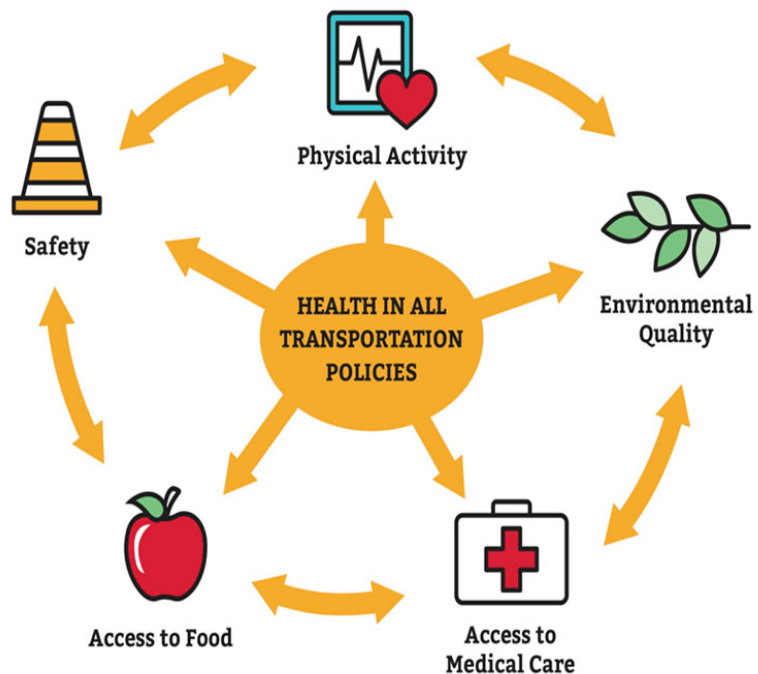 Physical Activity
Safety
Environmental
Quality
HEALTH IN ALL
TRANSPORTATION
POLICIES
Access to Food
Access to
Medical Care